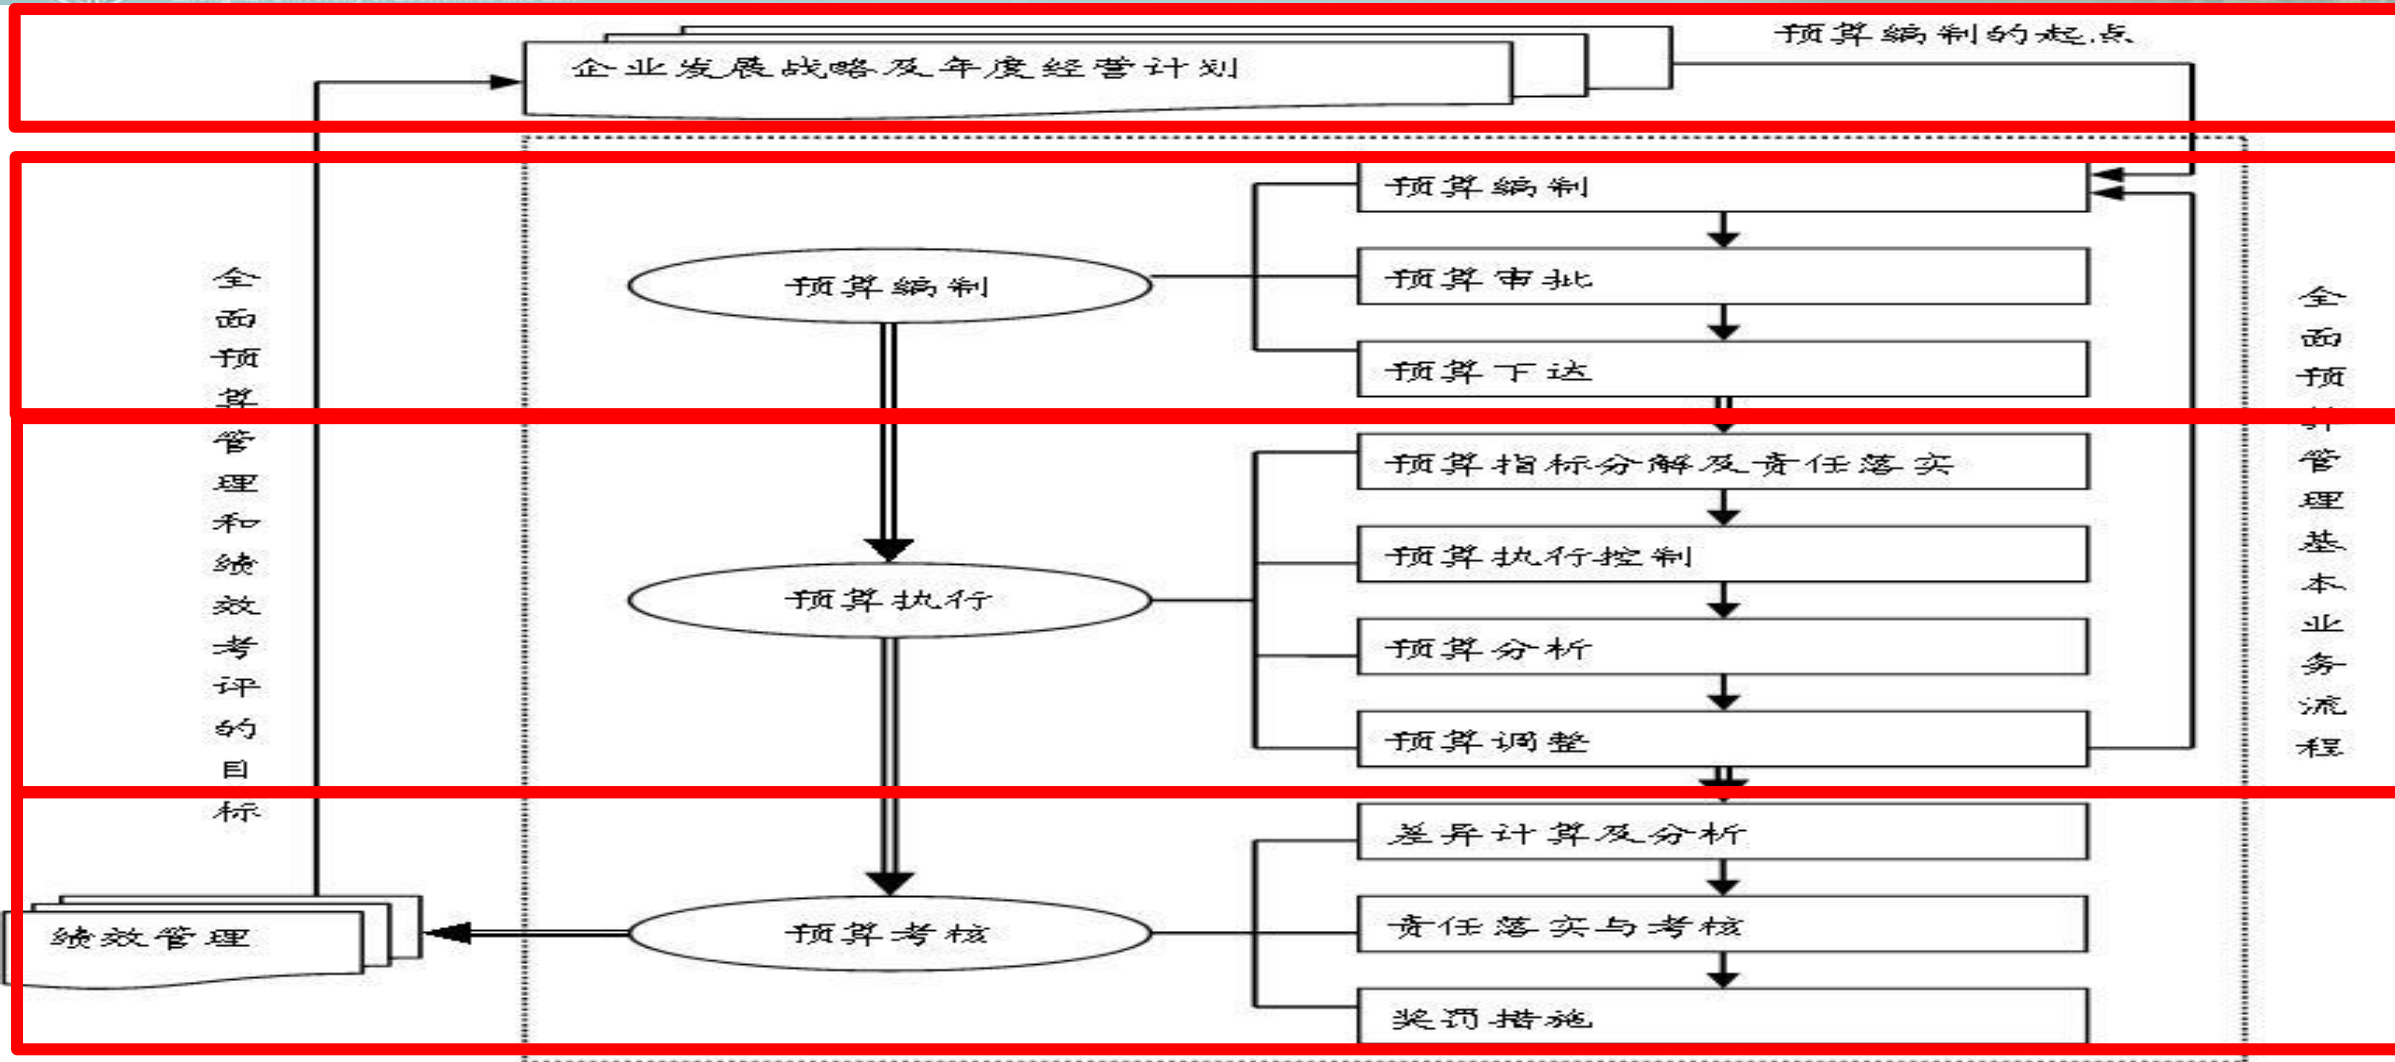 预算编制的起点
企业发展战略及年度经营计划
预算编制
预算审批
预算下达
预算编制
预算指标分解及责任落实
预算执行控制
预算分析
预算调整
预算执行
差异计算及分析
责任落实与考核
奖罚措施
预算考核
绩效管理
全面预算管理和绩效考评的目标
全面预算管理基本业务流程